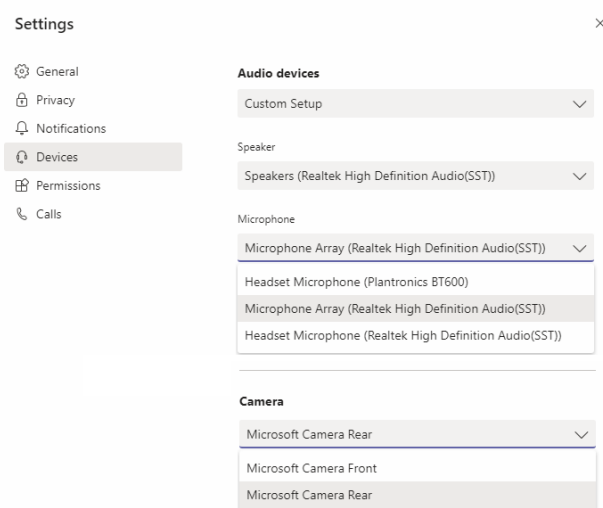 Settings
General
Privacy
Notifications
Devices
Permissions
Calls
Audio devices
Custom Setup
Speaker
Speakers (Realtek High Definition Audio(SST))
Microphone
Microphone Array (Realtek High Definition Audio(SST))
Headset Microphone (Plantronics BT600)
Microphone Array (Realtek High Definition Audio(SST))
Headset Microphone (Realtek High Definition Audio(SST))
Camera
Microsoft Camera Rear
Microsoft Camera Front
Microsoft Camera Rear